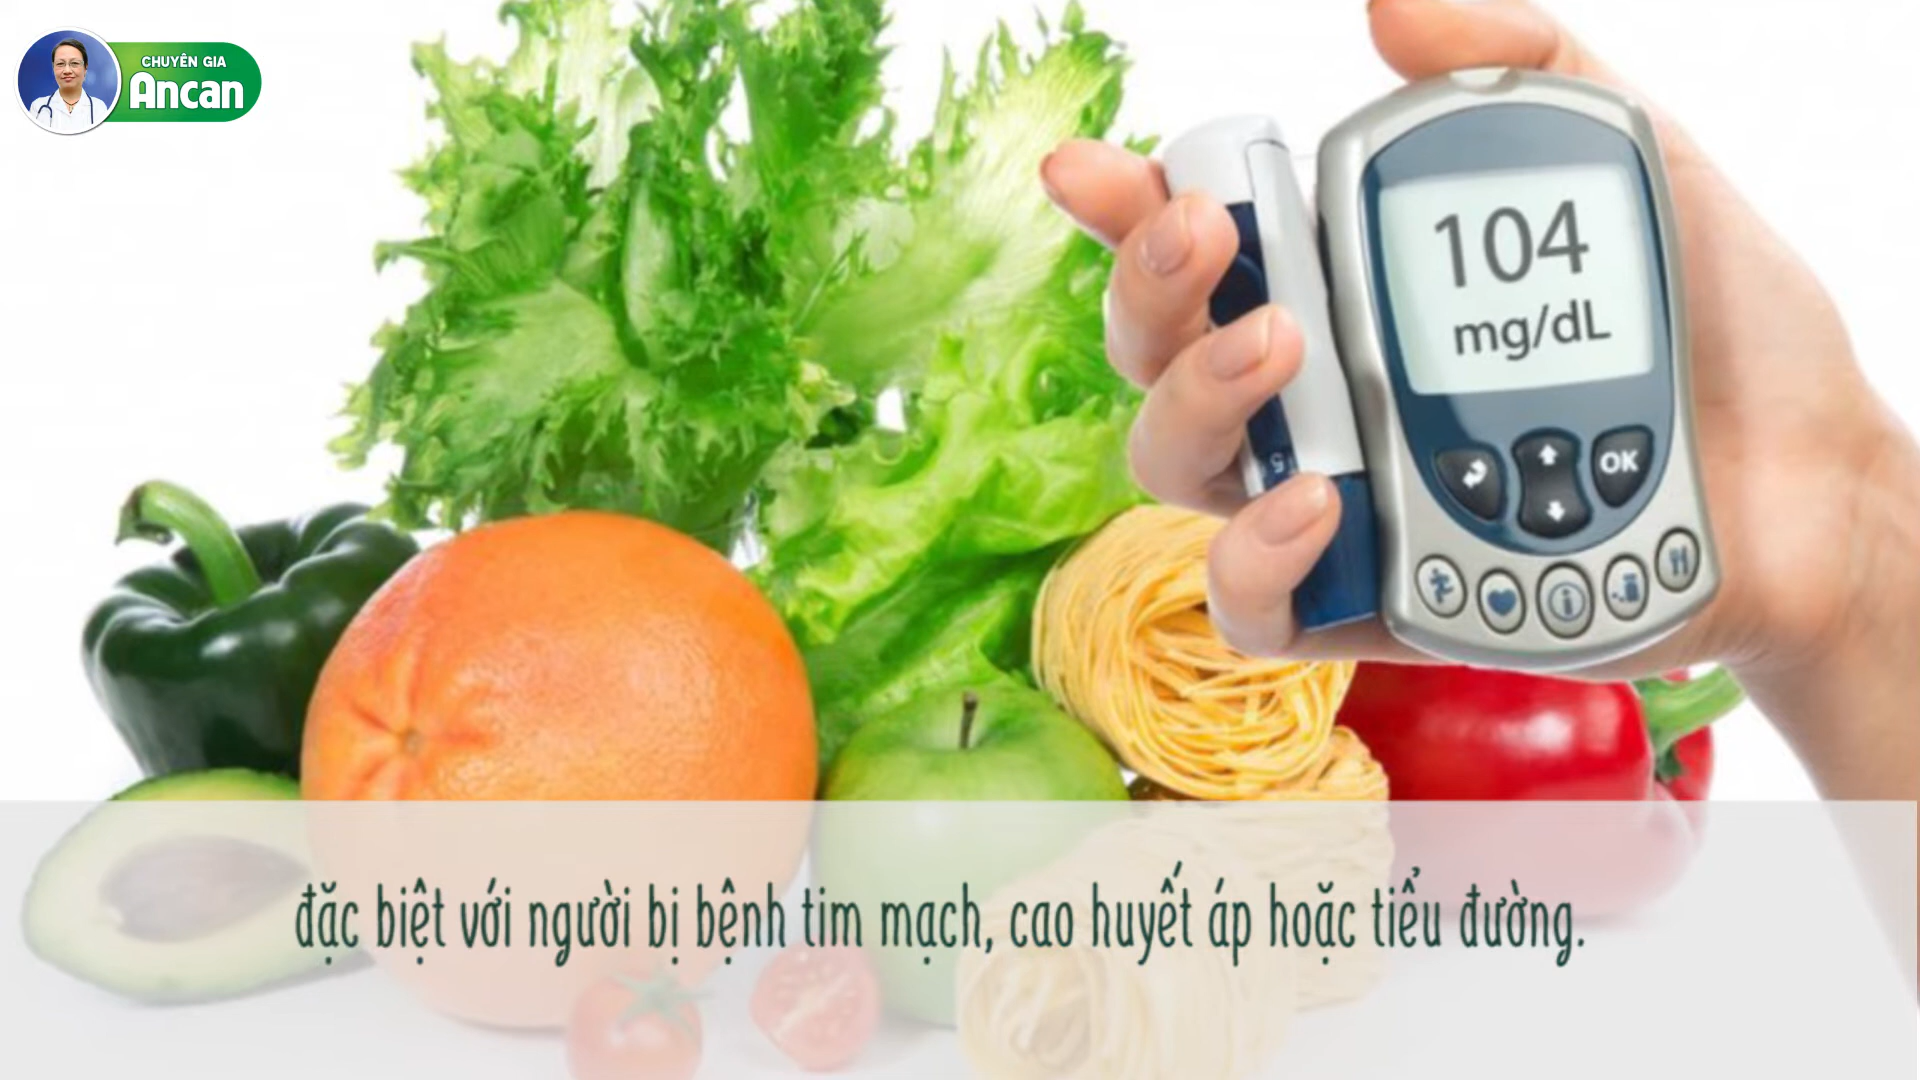 CHUYÊN GIA
Ancan
104
mg/dL
5
OK
đặc biệt với người bị bệnh tim mạch, cao huyết áp hoặc tiểu đường.